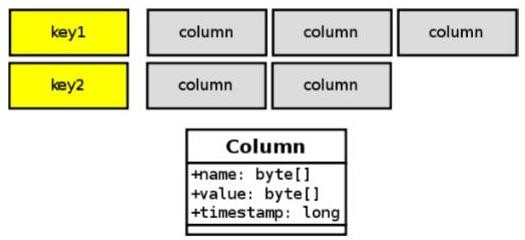 key1 column column column
key2 column column
Column
+name: byte[]
+value: byte[]
+timestamp: long